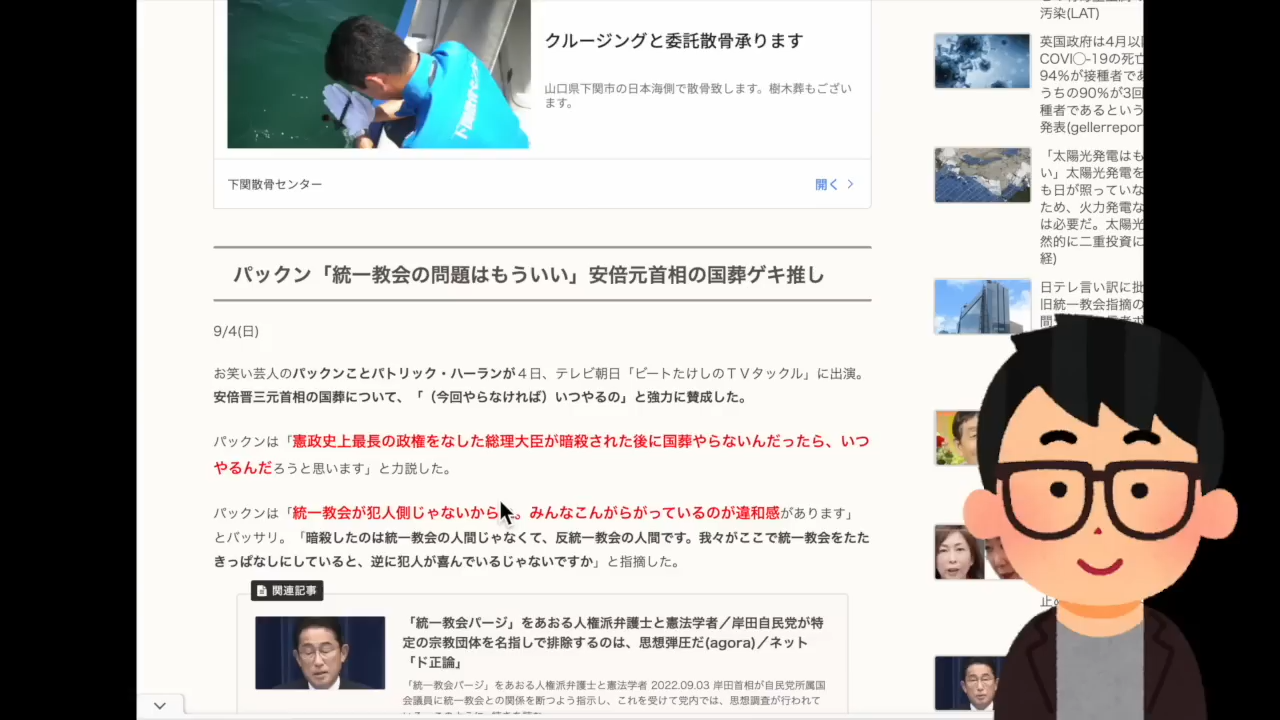 クルージングと委託散骨承ります
山口県下関市の日本海側で散骨致します。樹木葬もござい
ます。
下関散骨センター
開く
パックン「統一教会の問題はもういい」安倍元首相の国葬ゲキ推し
9/4(日)
お笑い芸人のパックンことパトリック・ハーランが４日、テレビ朝日「ビートたけしのＴＶタックル」に出演。
安倍晋三元首相の国葬について、「（今回やらなければ）いつやるの」と強力に賛成した。
パックンは「憲政史上最長の政権をなした総理大臣が暗殺された後に国葬やらないんだったら、いつ
やるんだろうと思います」と力説した。
パックンは「統一教会が犯人側じゃないから 。みんなこんがらがっているのが違和感があります」
とバッサリ。「暗殺したのは統一教会の人間じゃなくて、反統一教会の人間です。我々がここで統一教会をたた
きっぱなしにしていると、逆に犯人が喜んでいるじゃないですか」と指摘した。
関連記事
「統一教会パージ」をあおる人権派弁護士と憲法学者／岸田自民党が特
定の宗教団体を名指しで排除するのは、思想弾圧だ(agora)／ネット
「ド正論」
「統一教会パージ」をあおる人権派弁護士と憲法学者 2022.09.03 岸田首相が自民党所属国
会議員に統一教会との関係を断つよう指示し、これを受けて党内では、思想調査が行われて
汚染(LAT)
英国政府は4月以
COVI◯-19の死亡
94％が接種者であ
うちの90％が3回
種者であるという
発表(gellerrepor
「太陽光発電はも
い」太陽光発電を
も日が照っていな
ため、火力発電な
は必要だ。太陽光
然的に二重投資に
経)
日テレ言い訳に批
旧統一教会指摘の